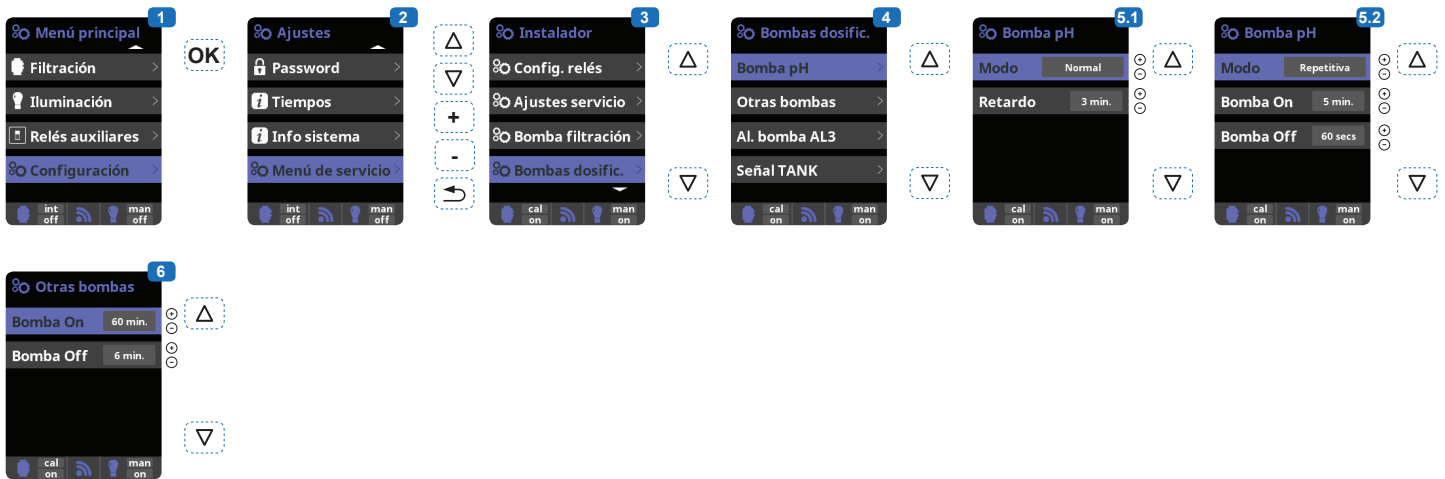 1
Menú principal
Filtración
Iluminación
Relés auxiliares
Configuración
int
off
man
off
OK
2
Ajustes
Password
Tiempos
Info sistema
Menú de servicio
int
off
man
off
+
-
3
Instalador
Config. relés
Ajustes servicio
Bomba filtración
Bombas dosific.
cal
on
man
on
4
Bombas dosific.
Bomba pH
Otras bombas
Al. bomba AL3
Señal TANK
cal
on
man
on
5.1
Bomba pH
Modo Normal
Retardo 3 min.
cal
on
man
on
5.2
Bomba pH
Modo Repetitiva
Bomba On 5 min.
Bomba Off 60 secs
cal
on
man
on
6
Otras bombas
Bomba On 60 min.
Bomba Off 6 min.
cal
on
man
on